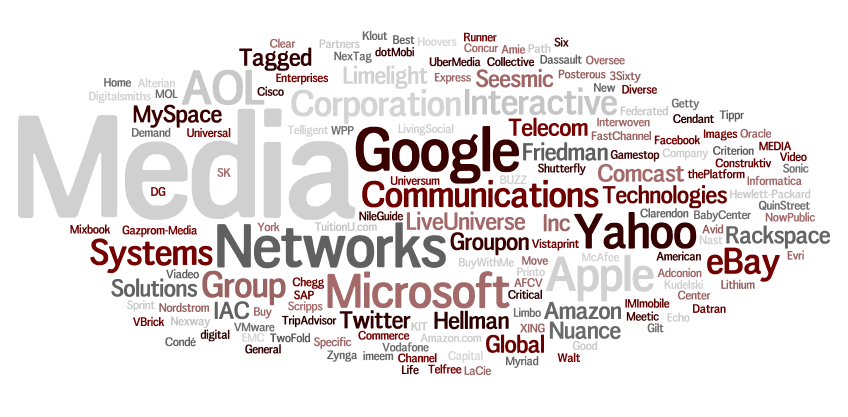 Klout Best Hoovers Runner
Clear Partners Concur Amie Path Six
Tagged NexTag dotMobi
UberMedia Collective Dassault Oversee
Enterprises Limelight Express Seesmic Posterous 3Sixty
Home Alterian AOL Cisco New Diverse
Digitalsmiths MOL Corporation Interactive Getty
MySpace Federated Cendant Tippr
Demand Universal Telligent WPP LivingSocial Telecom Interwoven
FastChannel Facebook Images Oracle
Media Google Friedman Gamestop Company Criterion MEDIA
Shutterfly Construktiv Video
SK Comcast thePlatform Sonic
DG Universum BUZZ Informatica
Communications Technologies Hewlett-Packard
QuinStreet
NileGuide LiveUniverse Inc Clarendon BabyCenter NowPublic
Mixbook Gazprom-Media York TuitionU.com Yahoo Avid Rackspace
Systems Networks Groupon Vistaprint Nast
BuyWithMe Move McAfee American eBay Evri
Viadeo Printo Apple Adconion
Solutions Group Chegg Microsoft AFCV Kudelski Lithium
SAP Critical Center
Sprint Nordstrom IAC Buy Scripps Limbo Amazon IMImobile Datran
VBrick Nexway TripAdvisor Twitter Hellman Meetic Echo
VMware KIT XING Nuance Gilt
Condé digital EMC TwoFold Specific Commerce Amazon.com Global
General Vodafone Good
Zynga imeem Channel Capital Myriad Walt
Life Telfree LaCie